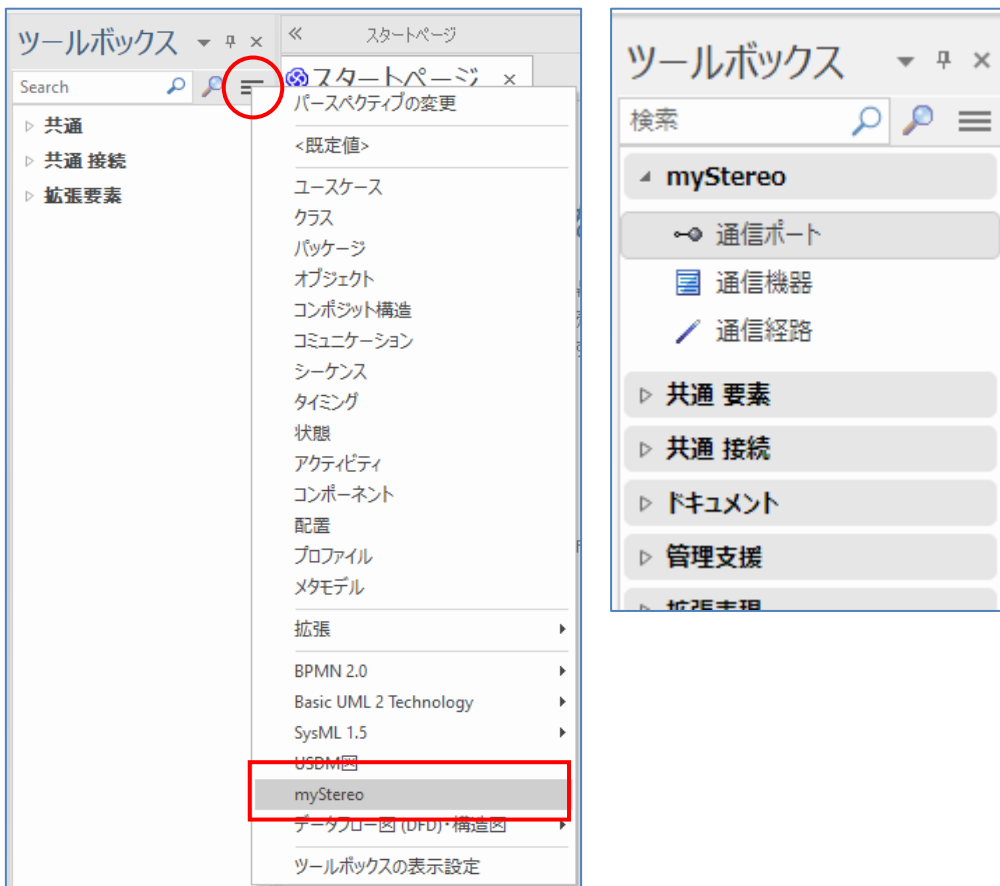 ツールボックス
Search
共通
共通 接続
拡張要素
スタートページ
スタートページ
パースペクティブの変更
<既定値>
ユースケース
クラス
パッケージ
オブジェクト
コンポジット構造
コミュニケーション
シーケンス
タイミング
状態
アクティビティ
コンポーネント
配置
プロファイル
メタモデル
拡張
BPMN 2.0
Basic UML 2 Technology
SysML 1.5
USDM図
myStereo
データフロー図 (DFD)・構造図
ツールボックスの表示設定
ツールボックス
検索
myStereo
通信ポート
通信機器
通信経路
共通 要素
共通 接続
ドキュメント
管理支援
拡張表現